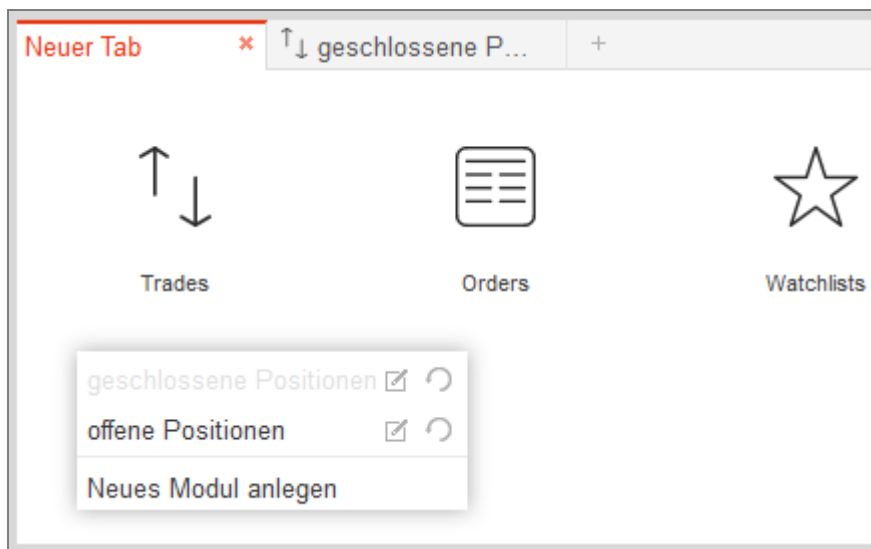 Neuer Tab
geschlossene P...
+
Trades
Orders
Watchlists
geschlossene Positionen
offene Positionen
Neues Modul anlegen